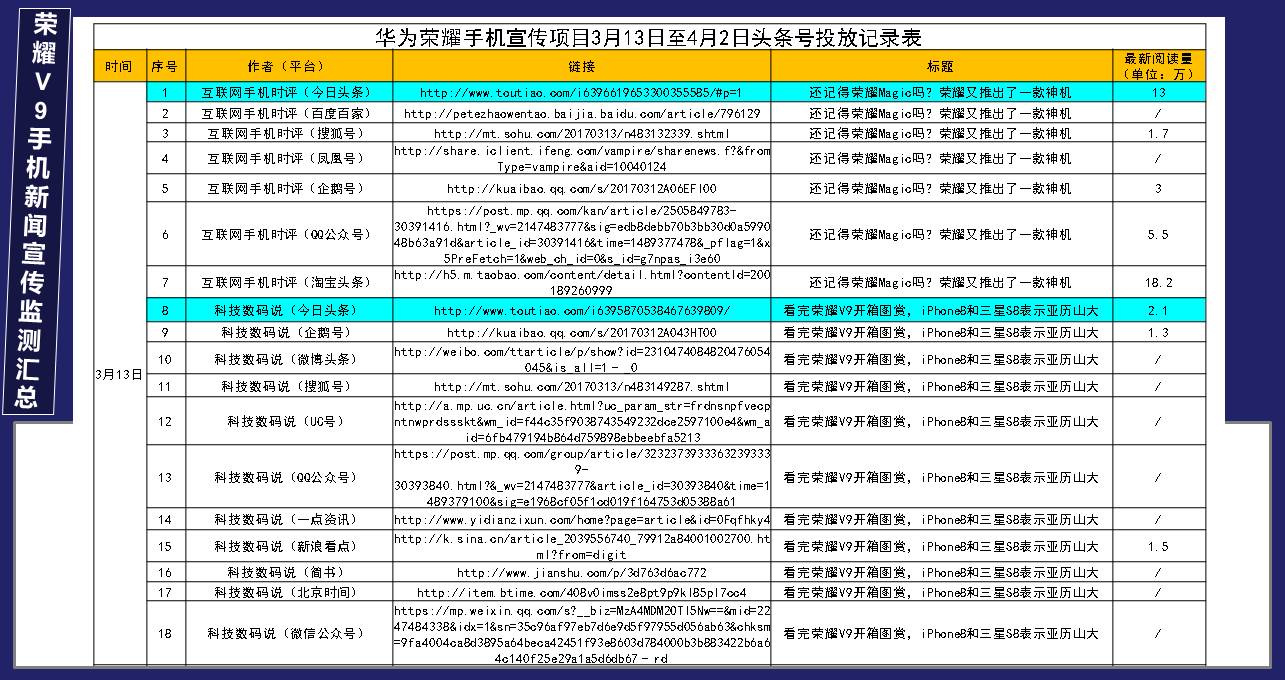 荣耀V9手机新闻宣传监测汇总
华为荣耀手机宣传项目3月13日至4月2日头条号投放记录表
时间 序号 作者（平台） 链接 标题 最新阅读量
（单位：万）
3月13日
1 互联网手机时评（今日头条） http://www.toutiao.com/i6396619653300355585/#p=1 还记得荣耀Magic吗？荣耀又推出了一款神机 13
2 互联网手机时评（百度百家） http://petezhaowentao.baijia.baidu.com/article/796129 还记得荣耀Magic吗？荣耀又推出了一款神机 /
3 互联网手机时评（搜狐号） http://mt.sohu.com/20170313/n483132339.shtml 还记得荣耀Magic吗？荣耀又推出了一款神机 1.7
4 互联网手机时评（凤凰号） http://share.iclient.ifeng.com/vampire/sharenews.f?&from
Type=vampire&aid=10040124 还记得荣耀Magic吗？荣耀又推出了一款神机 /
5 互联网手机时评（企鹅号） http://kuaibao.qq.com/s/20170312A06EFI00 还记得荣耀Magic吗？荣耀又推出了一款神机 3
6 互联网手机时评（QQ公众号） https://post.mp.qq.com/kan/article/2505849783-
30391416.html?_wv=2147483777&sig=edb8debb70b3bb30d0a5990
48b63a91d&article_id=30391416&time=1489377478&_pflag=1&x
5PreFetch=1&web_ch_id=0&s_id=g7npas_i3e60 还记得荣耀Magic吗？荣耀又推出了一款神机 5.5
7 互联网手机时评（淘宝头条） http://h5.m.taobao.com/content/detail.html?contentId=200
189260999 还记得荣耀Magic吗？荣耀又推出了一款神机 18.2
8 科技数码说（今日头条） http://www.toutiao.com/i6395870538467639809/ 看完荣耀V9开箱图赏，iPhone8和三星S8表示亚历山大 2.1
9 科技数码说（企鹅号） http://kuaibao.qq.com/s/20170312A043HT00 看完荣耀V9开箱图赏，iPhone8和三星S8表示亚历山大 1.3
10 科技数码说（微博头条） http://weibo.com/ttarticle/p/show?id=2310474084820476054
045&is_all=1－_0 看完荣耀V9开箱图赏，iPhone8和三星S8表示亚历山大 /
11 科技数码说（搜狐号） http://mt.sohu.com/20170313/n483149287.shtml 看完荣耀V9开箱图赏，iPhone8和三星S8表示亚历山大 /
12 科技数码说（UC号） http://a.mp.uc.cn/article.html?uc_param_str=frdnsnpfvecp
ntnwprdssskt&wm_id=f44c35f9038743549232dce2597100e4&wm_a
id=6fb479194b864d759898ebbeebfa5213 看完荣耀V9开箱图赏，iPhone8和三星S8表示亚历山大 /
13 科技数码说（QQ公众号） https://post.mp.qq.com/group/article/3232373933363239333
9-
30393840.html?&_wv=2147483777&article_id=30393840&time=1
489379100&sig=e1968cf05f1cd019f164753d05388a61 看完荣耀V9开箱图赏，iPhone8和三星S8表示亚历山大 /
14 科技数码说（一点资讯） http://www.yidianzixun.com/home?page=article&id=0Fqfhky4 看完荣耀V9开箱图赏，iPhone8和三星S8表示亚历山大 /
15 科技数码说（新浪看点） http://k.sina.cn/article_2039556740_79912a84001002700.ht
ml?from=digit 看完荣耀V9开箱图赏，iPhone8和三星S8表示亚历山大 1.5
16 科技数码说（简书） http://www.jianshu.com/p/3d763d6ac772 看完荣耀V9开箱图赏，iPhone8和三星S8表示亚历山大 /
17 科技数码说（北京时间） http://item.btime.com/408v0imss2e8pt9p9kl85pl7oc4 看完荣耀V9开箱图赏，iPhone8和三星S8表示亚历山大 /
18 科技数码说（微信公众号） https://mp.weixin.qq.com/s?__biz=MzA4MDM2OTI5Nw==&mid=22
47484338&idx=1&sn=35c96af97eb7d6e9d5f97955d056ab63&chksm
=9fa4004ca8d3895a64beca42451f93e8603d784000b3b883422b6a6
4c140f25e29a1a5d6db67－rd 看完荣耀V9开箱图赏，iPhone8和三星S8表示亚历山大 /